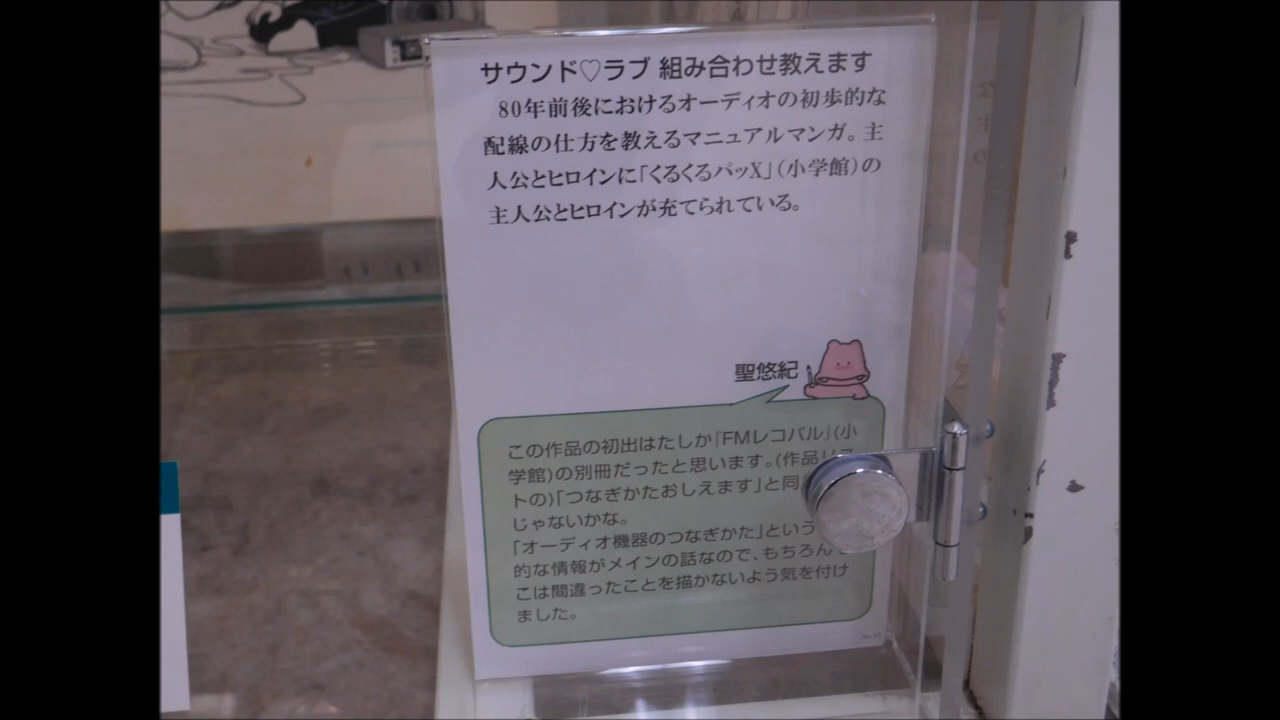 サウンド♡ラブ 組み合わせ教えます
80年前後におけるオーディオの初歩的な
配線の仕方を教えるマニュアルマンガ。主
人公とヒロインに「くるくるパッX」(小学館)の
主人公とヒロインが充てられている。
聖悠紀
この作品の初出はたしか『FMレコパル』(小
学館)の別冊だったと思います。(作品リス
トの)「つなぎかたおしえます」と同
じゃないかな。
「オーディオ機器のつなぎかた」という
的な情報がメインの話なので、もちろんそ
こは間違ったことを描かないよう気を付け
ました。